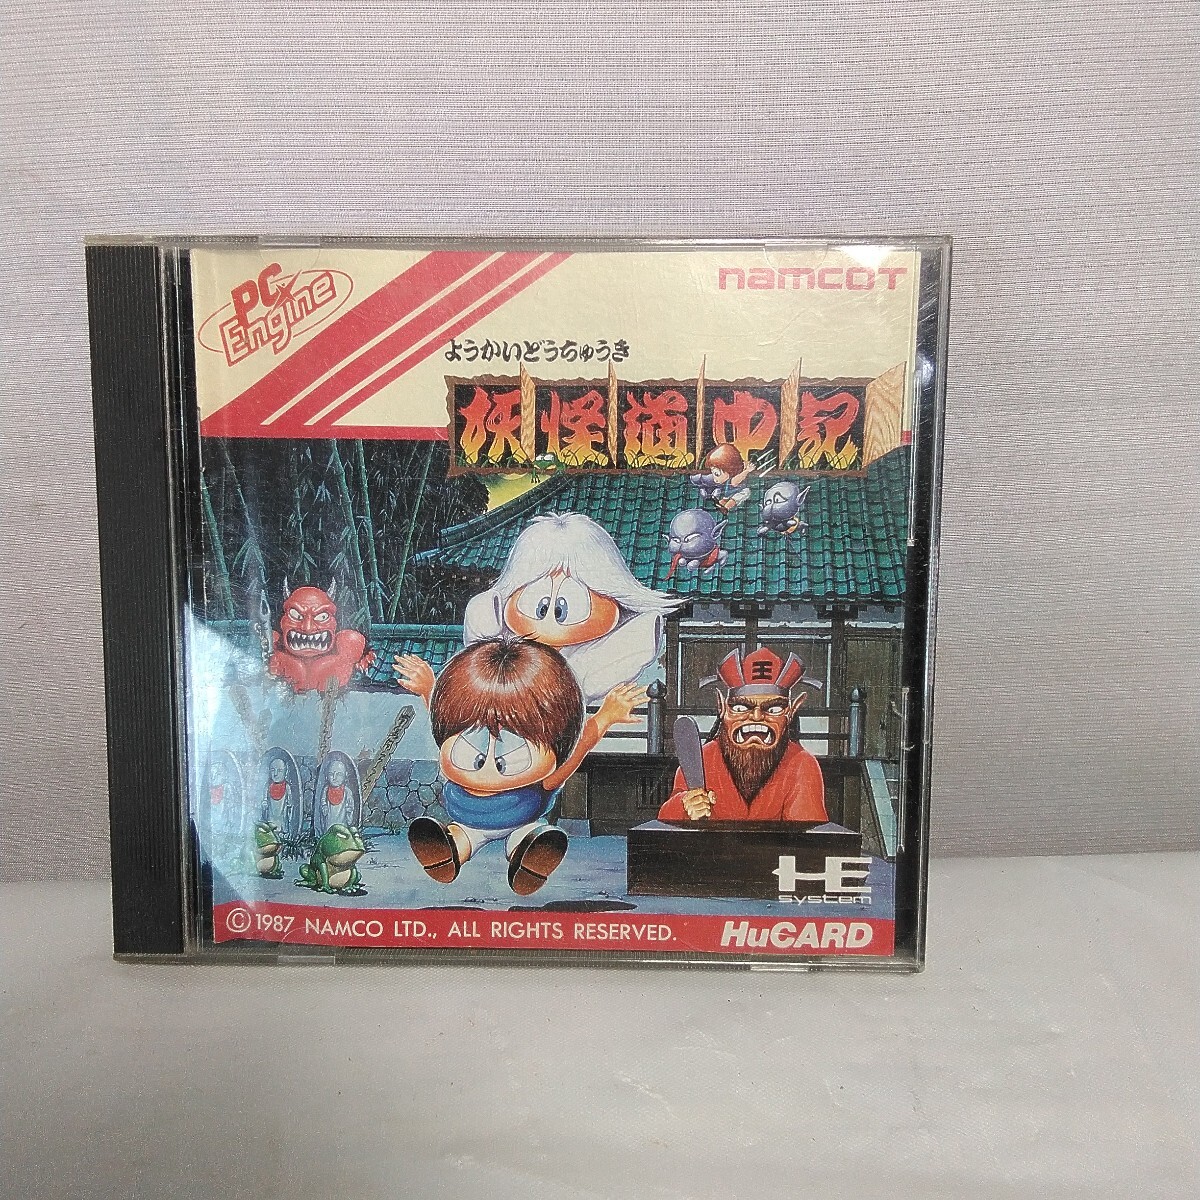 PC Engine
namcoT
ようかいどうちゅうき
妖怪道中記
王
HE
system
© 1987 NAMCO LTD., ALL RIGHTS RESERVED.
HuCARD